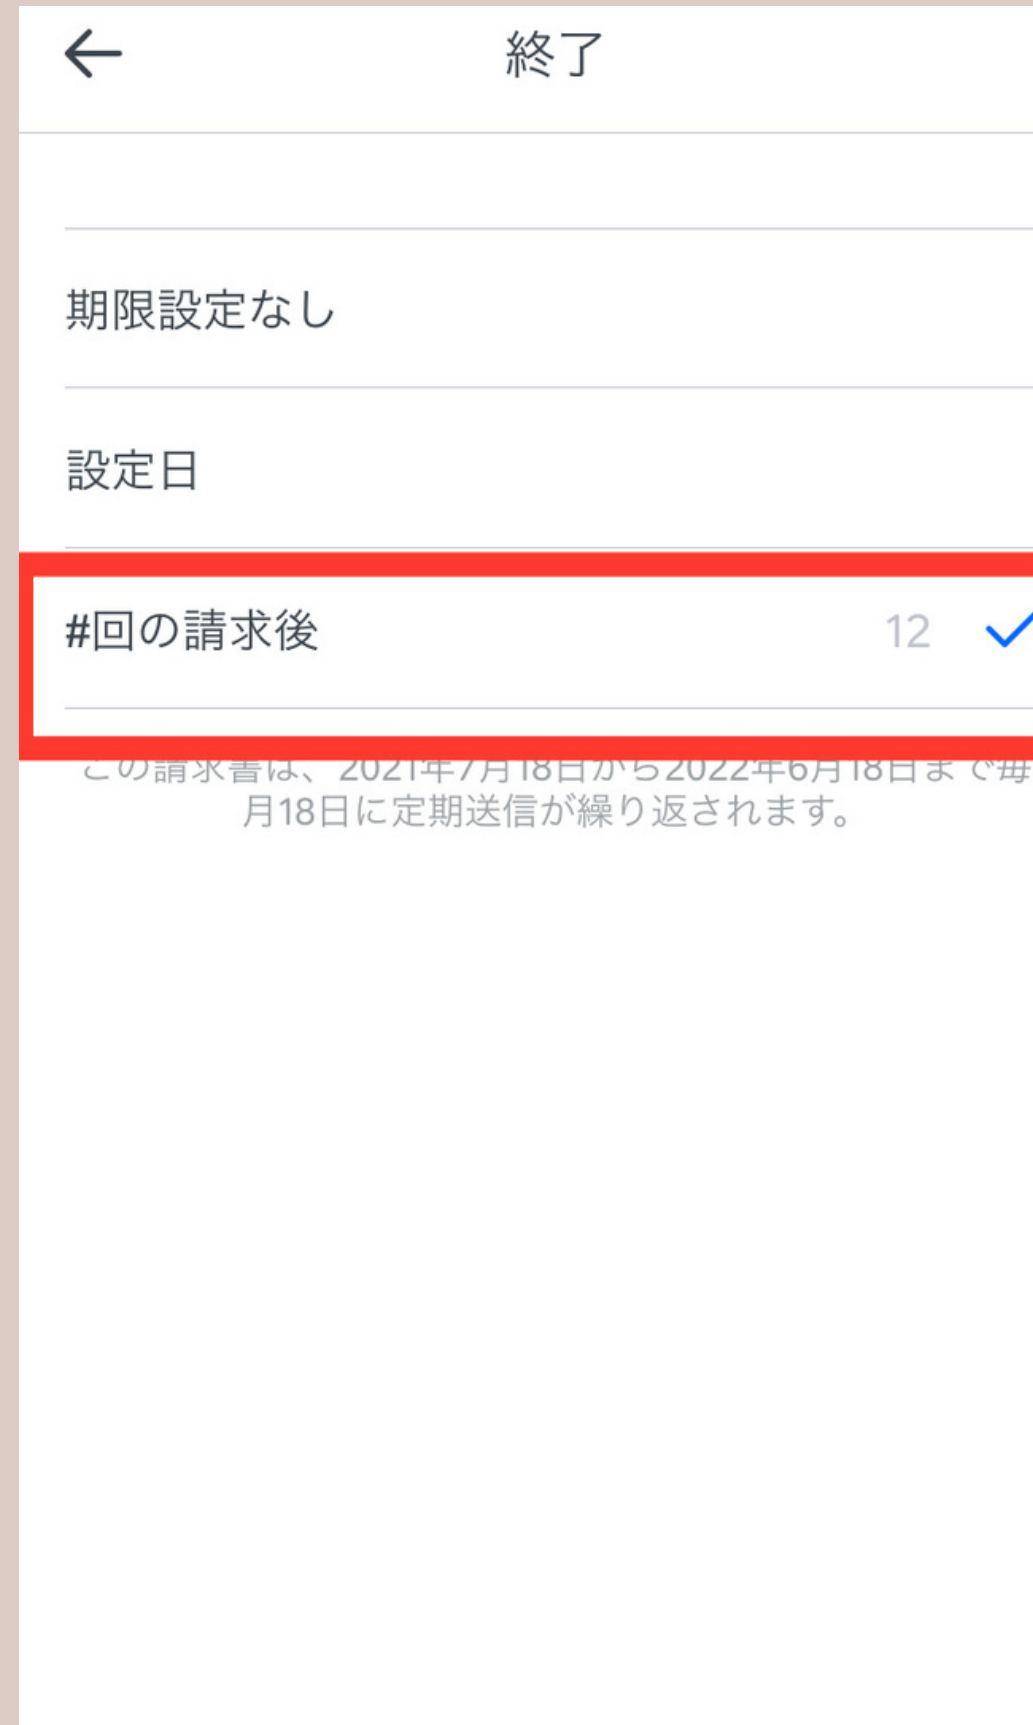 終了
期限設定なし
設定日
#回の請求後 12
この請求書は、2021年7月18日から2022年6月18日まで毎
月18日に定期送信が繰り返されます。